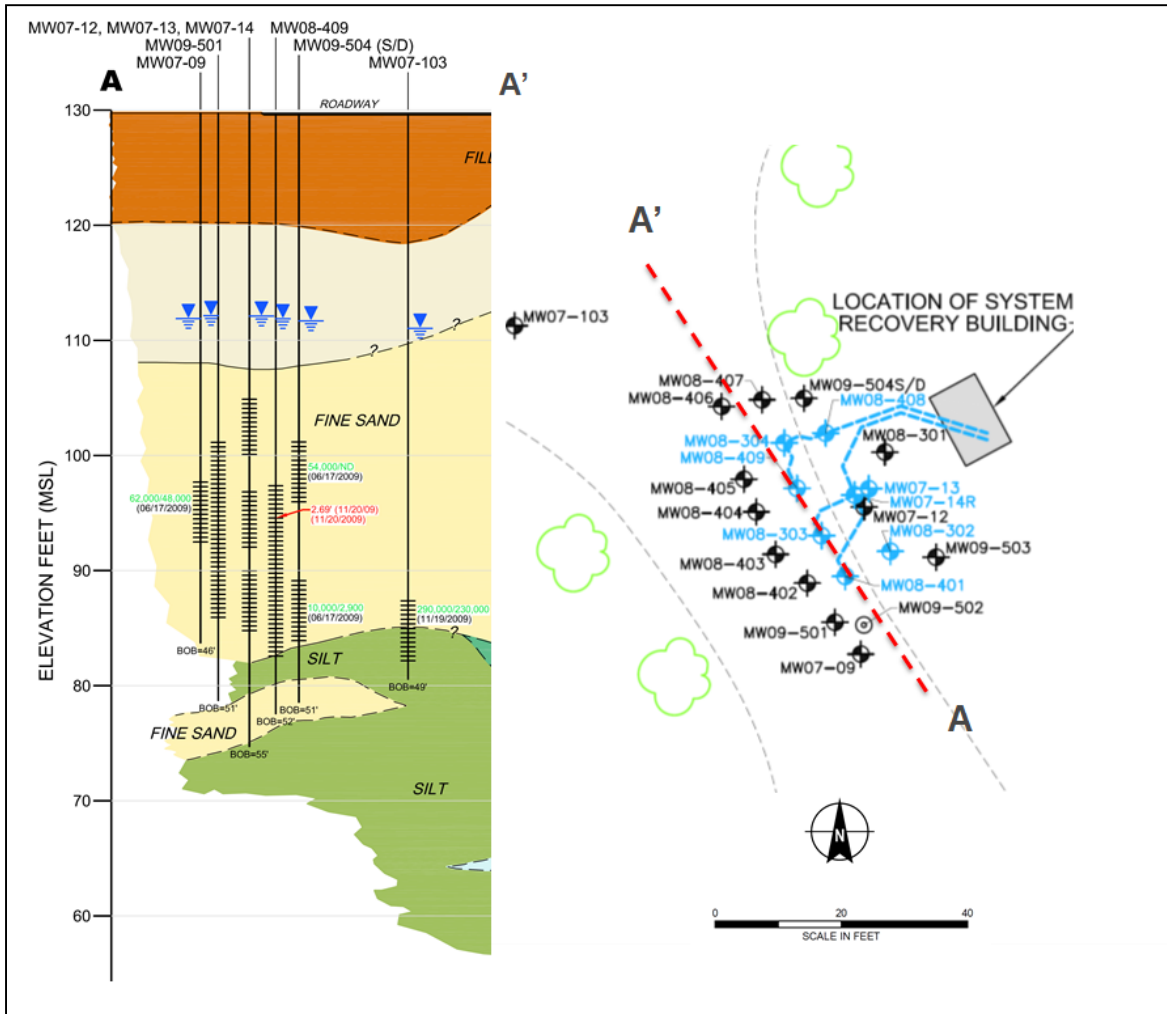 MW07-12, MW07-13, MW07-14
MW08-409
MW09-501
MW09-504 (S/D)
MW07-09
MW07-103
A
A'
ROADWAY
130
120
110
100
90
80
70
60
ELEVATION FEET (MSL)
FILL
?
?
FINE SAND
54,000/ND
(06/17/2009)
62,000/48,000
(06/17/2009)
2.69' (11/20/09)
(11/20/2009)
10,000/2,900
(06/17/2009)
290,000/230,000
(11/19/2009)
?
BOB=46'
SILT
BOB=49'
BOB=51'
BOB=51'
BOB=52'
FINE SAND
BOB=55'
SILT
A'
LOCATION OF SYSTEM
RECOVERY BUILDING
MW07-103
MW08-407
MW09-504S/D
MW08-406
MW08-408
MW08-304
MW08-301
MW08-409
MW08-405
MW07-13
MW07-14R
MW08-404
MW07-12
MW08-303
MW08-302
MW09-503
MW08-403
MW08-401
MW08-402
MW09-502
MW09-501
MW07-09
A
N
0
20
40
SCALE IN FEET